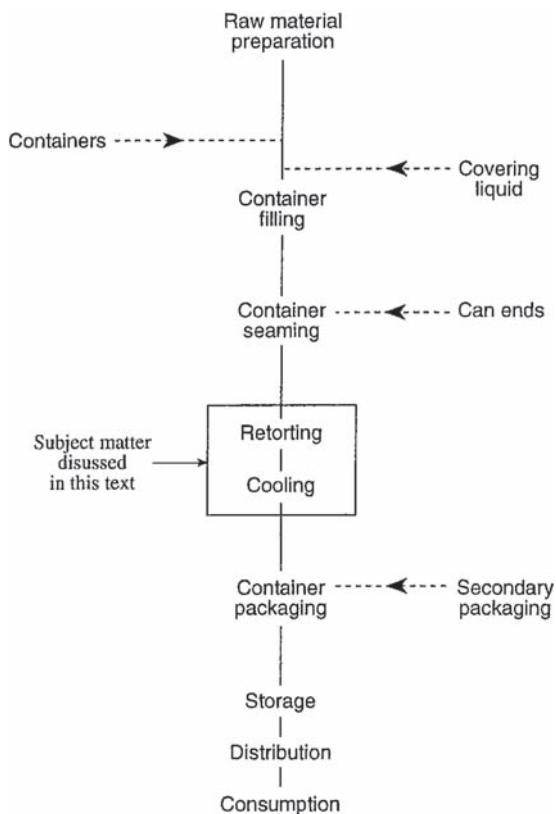 Raw material
preparation
Containers
Covering
liquid
Container
filling
Container
seaming
Can ends
Subject matter
disussed
in this text
Retorting
Cooling
Container
packaging
Secondary
packaging
Storage
Distribution
Consumption